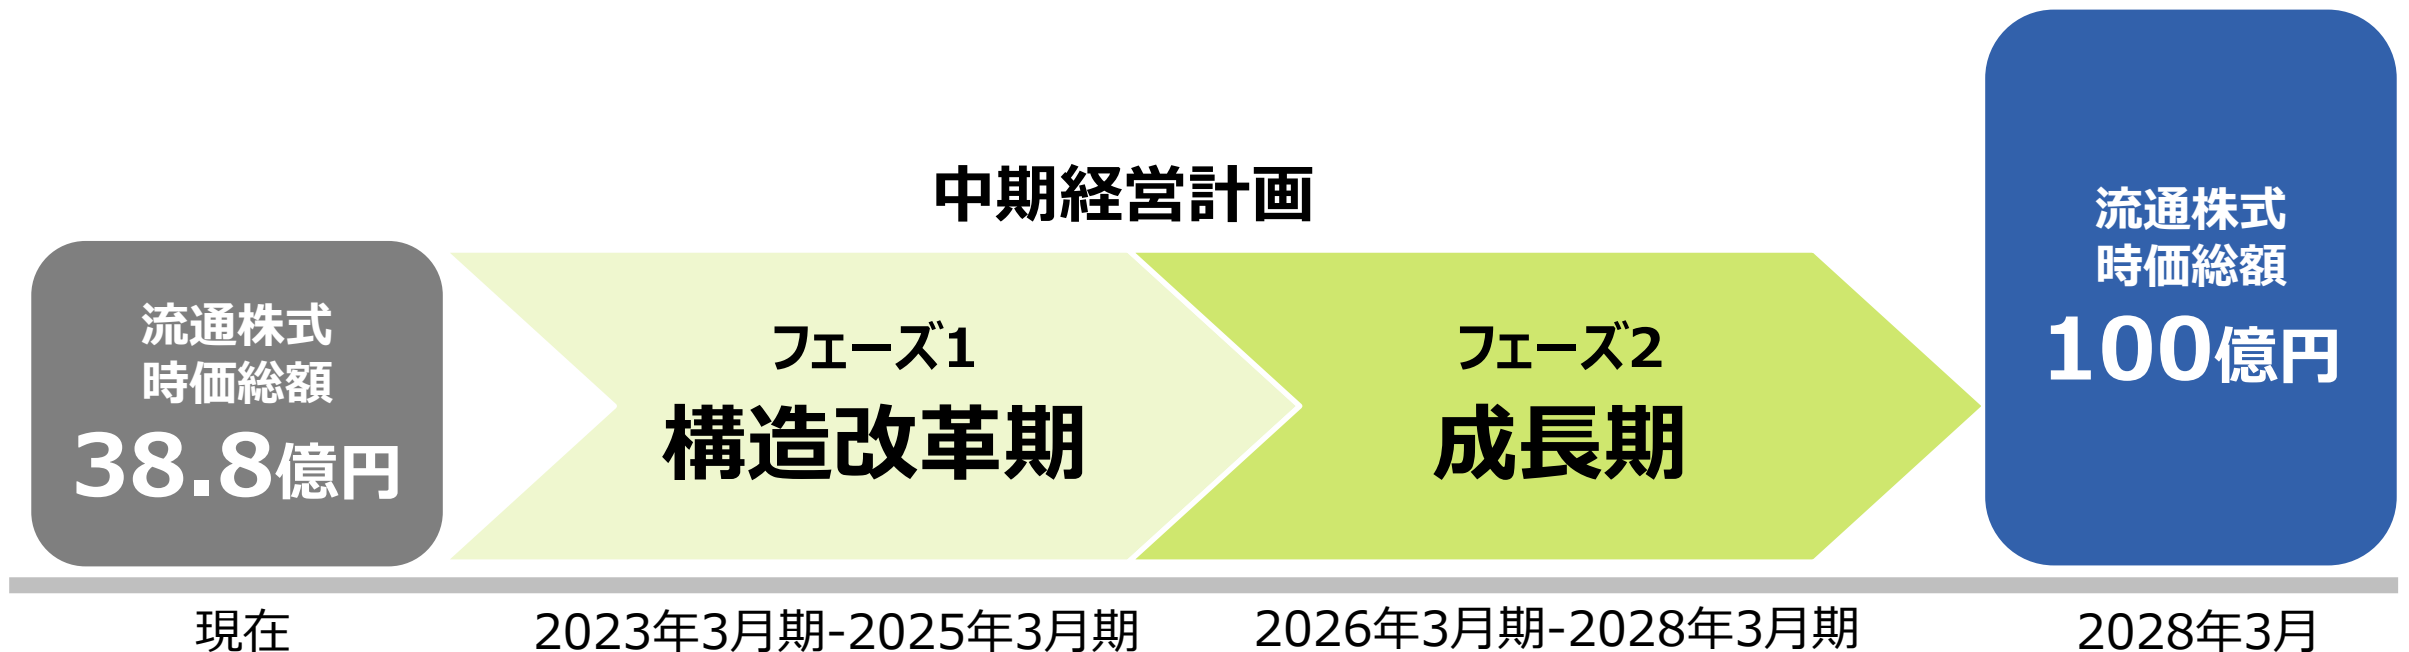 中期経営計画
流通株式
時価総額
38.8億円
フェーズ1
構造改革期
フェーズ2
成長期
流通株式
時価総額
100億円
現在
2023年3月期-2025年3月期
2026年3月期-2028年3月期
2028年3月